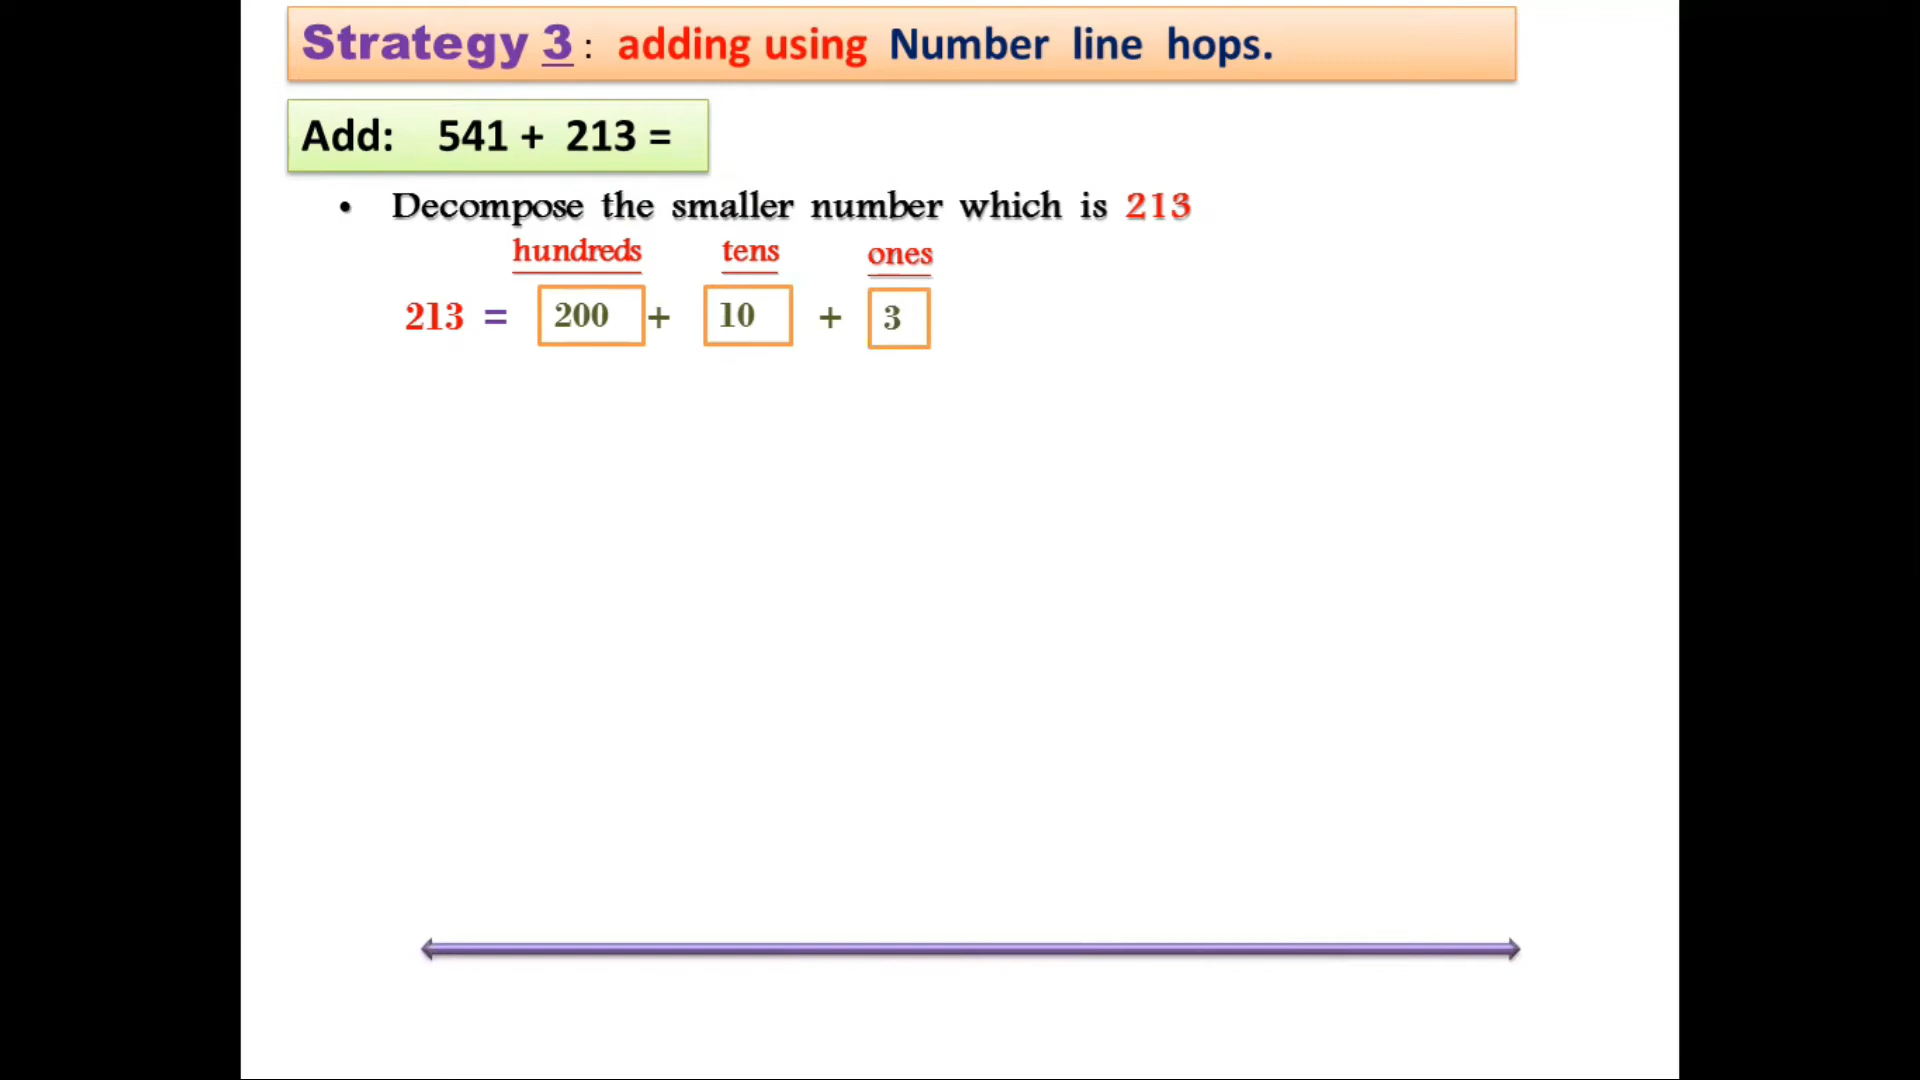 Strategy 3 : adding using Number line hops.
Add: 541 + 213 =
• Decompose the smaller number which is 213
hundreds tens ones
213 = 200 + 10 + 3